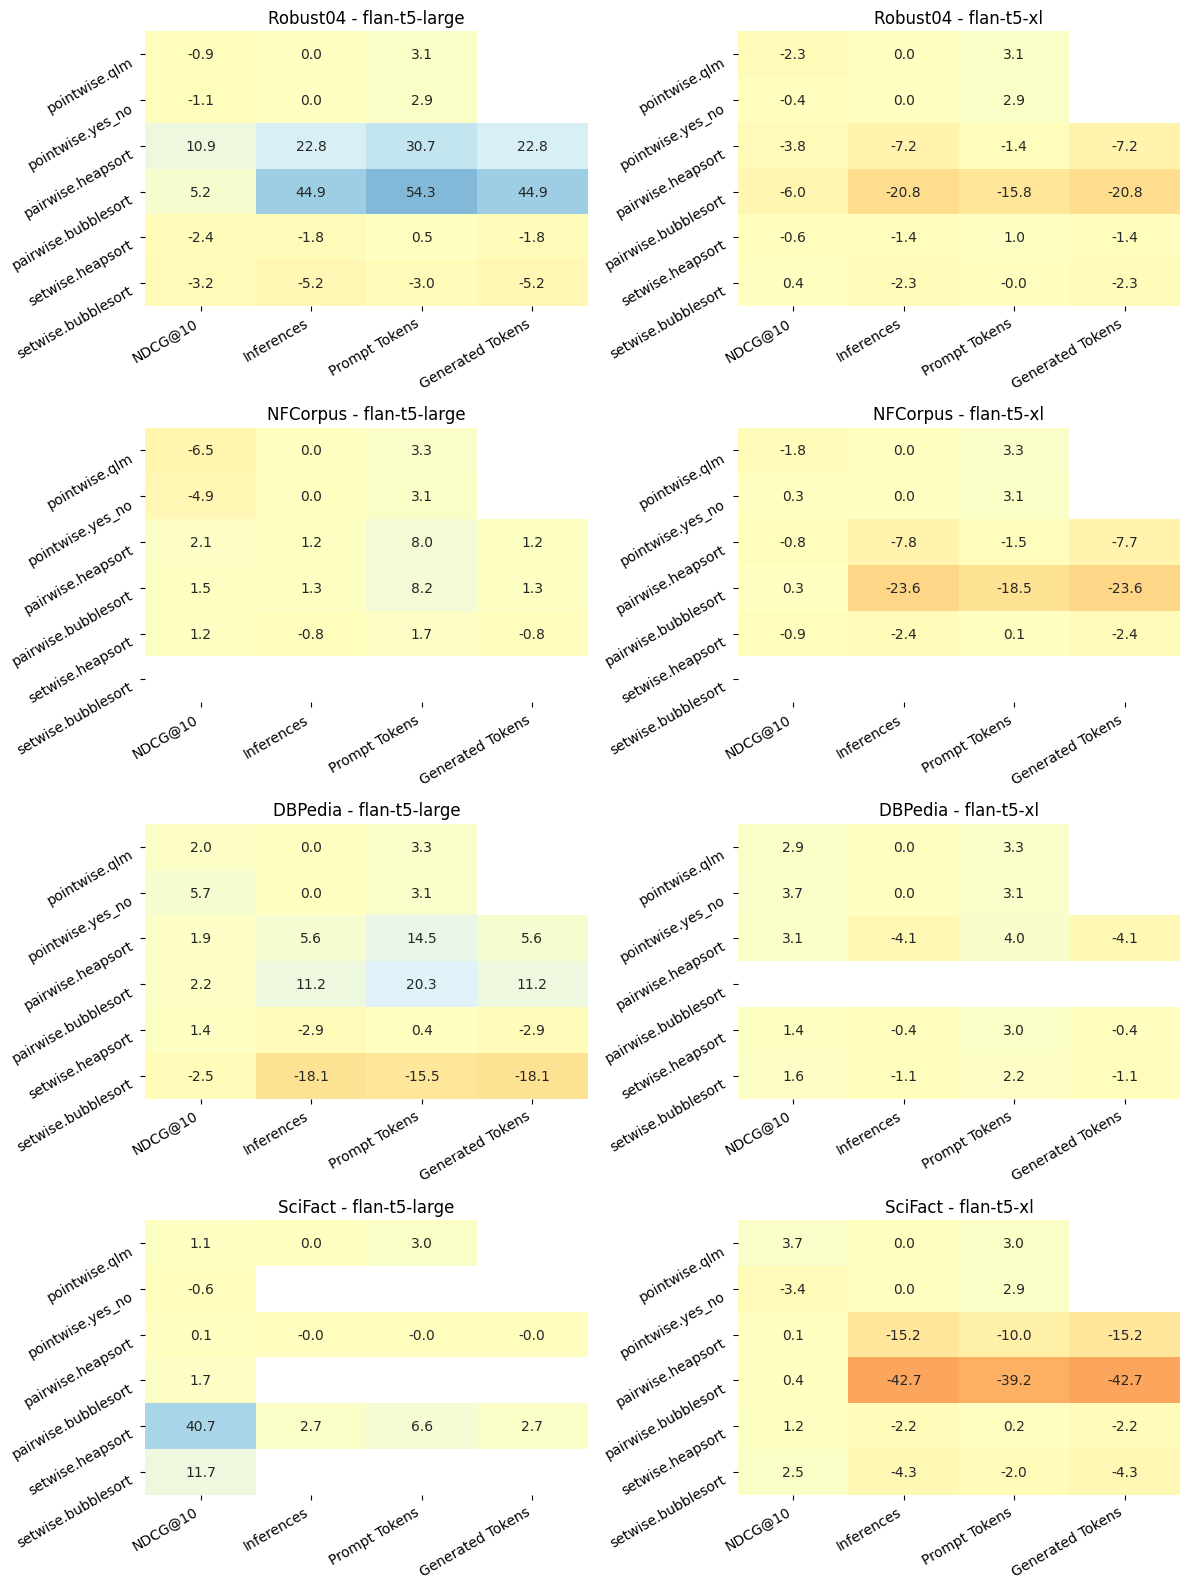 Robust04 - flan-t5-large
pointwise.qlm -0.9 0.0 3.1
pointwise.yes_no -1.1 0.0 2.9
pairwise.heapsort 10.9 22.8 30.7 22.8
pairwise.bubblesort 5.2 44.9 54.3 44.9
setwise.heapsort -2.4 -1.8 0.5 -1.8
setwise.bubblesort -3.2 -5.2 -3.0 -5.2
NDCG@10 Inferences Prompt Tokens Generated Tokens
Robust04 - flan-t5-xl
pointwise.qlm -2.3 0.0 3.1
pointwise.yes_no -0.4 0.0 2.9
pairwise.heapsort -3.8 -7.2 -1.4 -7.2
pairwise.bubblesort -6.0 -20.8 -15.8 -20.8
setwise.heapsort -0.6 -1.4 1.0 -1.4
setwise.bubblesort 0.4 -2.3 -0.0 -2.3
NDCG@10 Inferences Prompt Tokens Generated Tokens
NFCorpus - flan-t5-large
pointwise.qlm -6.5 0.0 3.3
pointwise.yes_no -4.9 0.0 3.1
pairwise.heapsort 2.1 1.2 8.0 1.2
pairwise.bubblesort 1.5 1.3 8.2 1.3
setwise.heapsort 1.2 -0.8 1.7 -0.8
setwise.bubblesort
NDCG@10 Inferences Prompt Tokens Generated Tokens
NFCorpus - flan-t5-xl
pointwise.qlm -1.8 0.0 3.3
pointwise.yes_no 0.3 0.0 3.1
pairwise.heapsort -0.8 -7.8 -1.5 -7.7
pairwise.bubblesort 0.3 -23.6 -18.5 -23.6
setwise.heapsort -0.9 -2.4 0.1 -2.4
setwise.bubblesort
NDCG@10 Inferences Prompt Tokens Generated Tokens
DBPedia - flan-t5-large
pointwise.qlm 2.0 0.0 3.3
pointwise.yes_no 5.7 0.0 3.1
pairwise.heapsort 1.9 5.6 14.5 5.6
pairwise.bubblesort 2.2 11.2 20.3 11.2
setwise.heapsort 1.4 -2.9 0.4 -2.9
setwise.bubblesort -2.5 -18.1 -15.5 -18.1
NDCG@10 Inferences Prompt Tokens Generated Tokens
DBPedia - flan-t5-xl
pointwise.qlm 2.9 0.0 3.3
pointwise.yes_no 3.7 0.0 3.1
pairwise.heapsort 3.1 -4.1 4.0 -4.1
pairwise.bubblesort
setwise.heapsort 1.4 -0.4 3.0 -0.4
setwise.bubblesort 1.6 -1.1 2.2 -1.1
NDCG@10 Inferences Prompt Tokens Generated Tokens
SciFact - flan-t5-large
pointwise.qlm 1.1 0.0 3.0
pointwise.yes_no -0.6
pairwise.heapsort 0.1 -0.0 -0.0 -0.0
pairwise.bubblesort 1.7
setwise.heapsort 40.7 2.7 6.6 2.7
setwise.bubblesort 11.7
NDCG@10 Inferences Prompt Tokens Generated Tokens
SciFact - flan-t5-xl
pointwise.qlm 3.7 0.0 3.0
pointwise.yes_no -3.4 0.0 2.9
pairwise.heapsort 0.1 -15.2 -10.0 -15.2
pairwise.bubblesort 0.4 -42.7 -39.2 -42.7
setwise.heapsort 1.2 -2.2 0.2 -2.2
setwise.bubblesort 2.5 -4.3 -2.0 -4.3
NDCG@10 Inferences Prompt Tokens Generated Tokens